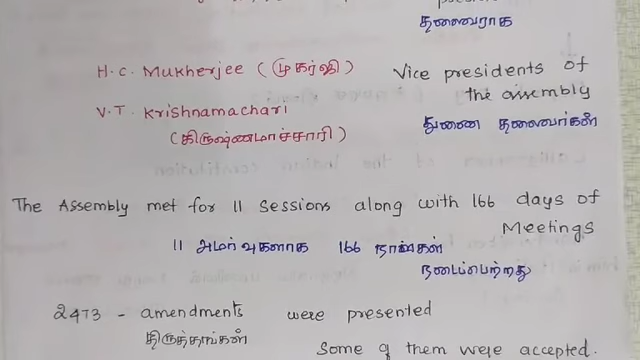 தலைவராக
H.C. Mukherjee (முகர்ஜி) Vice presidents of
V.T. Krishnamachari the assembly
(கிருஷ்ணமாச்சாரி) துணை தலைவர்கள்
The Assembly met for 11 Sessions along with 166 days of
Meetings
11 அமர்வுகளாக 166 நாட்கள்
நடைப்பெற்றது
2473 - amendments were presented
திருத்தங்கள்
Some of them were accepted.